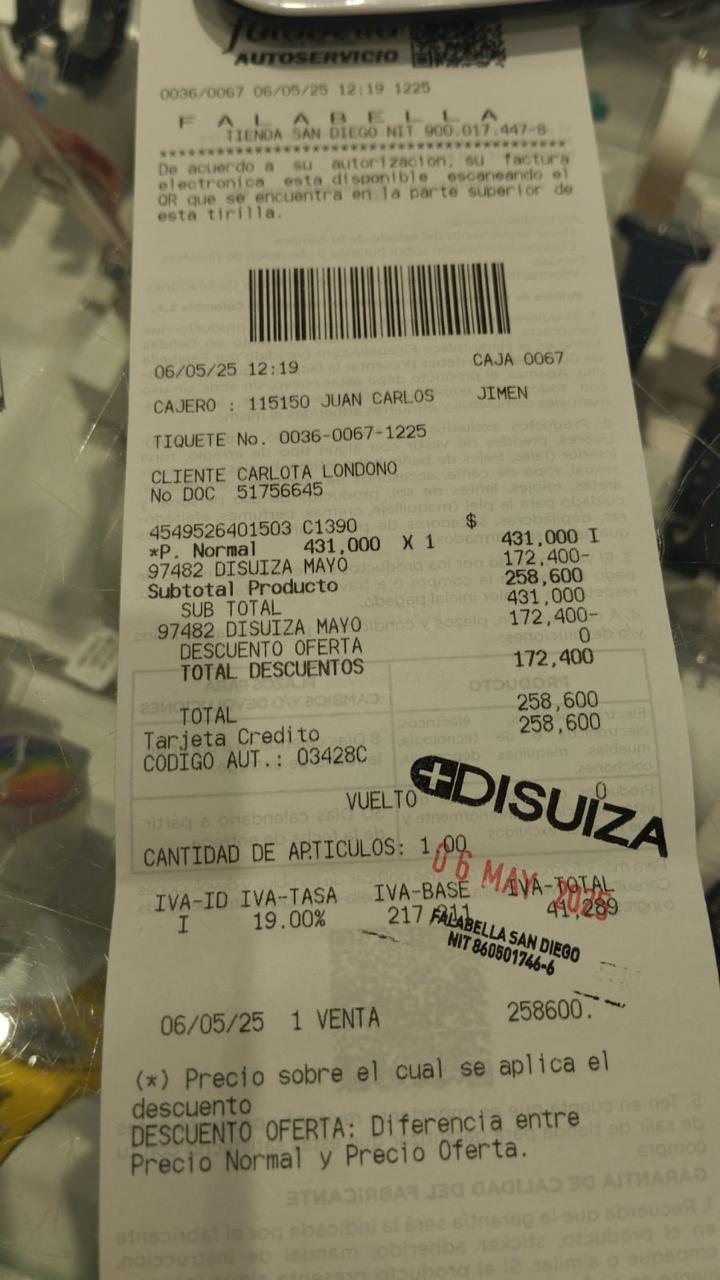 falabella
AUTOSERVICIO
0036/0067 06/05/25 12:19 1225
F A L A B E L L A
TIENDA SAN DIEGO NIT 900.017.447-8
De acuerdo a su autorizacion, su factura
electronica esta disponible escaneando el
QR que se encuentra en la parte superior de
esta tirilla.
06/05/25 12:19 CAJA 0067
CAJERO : 115150 JUAN CARLOS JIMEN
TIQUETE No. 0036-0067-1225
CLIENTE CARLOTA LONDONO
No DOC 51756645
$
4549526401503 C1390 431,000 I
*P. Normal 431,000 X 1
97482 DISUIZA MAYO 172,400-
Subtotal Producto 258,600
SUB TOTAL 431,000
97482 DISUIZA MAYO 172,400-
DESCUENTO OFERTA 0
TOTAL DESCUENTOS 172,400
TOTAL 258,600
Tarjeta Credito 258,600
CODIGO AUT.: 03428C
VUELTO 0
DISUIZA
CANTIDAD DE ARTICULOS: 1.00
06 MAY 2025
IVA-ID IVA-TASA IVA-BASE IVA-TOTAL
I 19.00% 217 311 41,289
FALABELLA SAN DIEGO
NIT 860501746-6
06/05/25 1 VENTA 258600.
(*) Precio sobre el cual se aplica el
descuento
DESCUENTO OFERTA: Diferencia entre
Precio Normal y Precio Oferta.